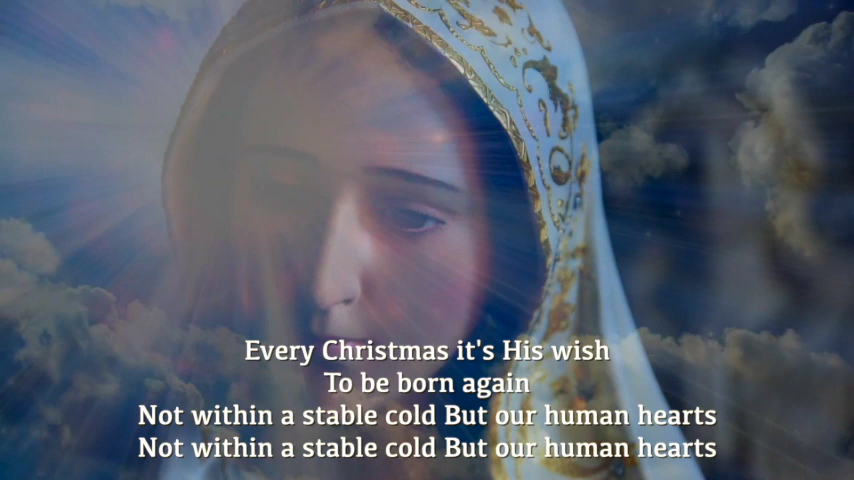 Every Christmas it's His wish
To be born again
Not within a stable cold But our human hearts
Not within a stable cold But our human hearts